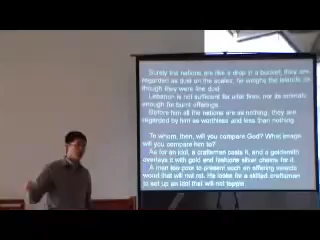 Surely the nations are like a drop in a bucket; they are
regarded as dust on the scales; he weighs the islands as
though they were fine dust.
Lebanon is not sufficient for altar fires, nor its animals
enough for burnt offerings.
Before him all the nations are as nothing; they are
regarded by him as worthless and less than nothing.
To whom, then, will you compare God? What image
will you compare him to?
As for an idol, a craftsman casts it, and a goldsmith
overlays it with gold and fashions silver chains for it.
A man too poor to present such an offering selects
wood that will not rot. He looks for a skilled craftsman
to set up an idol that will not topple.